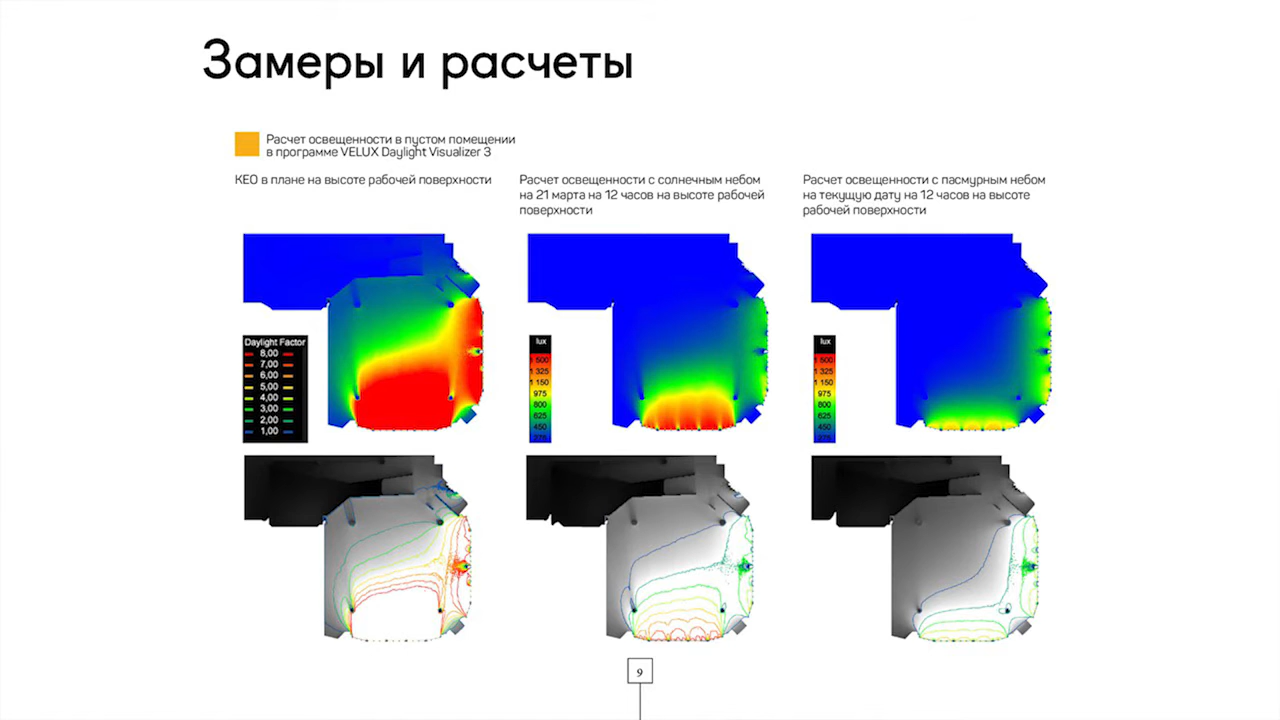 Замеры и расчеты
Расчет освещенности в пустом помещении
в программе VELUX Daylight Visualizer 3
КЕО в плане на высоте рабочей поверхности
Расчет освещенности с солнечным небом
на 21 марта на 12 часов на высоте рабочей
поверхности
Расчет освещенности с пасмурным небом
на текущую дату на 12 часов на высоте
рабочей поверхности
Daylight Factor
8,00
7,00
6,00
5,00
4,00
3,00
2,00
1,00
lux
1 500
1 325
1 150
975
800
625
450
275
lux
1 500
1 325
1 150
975
800
625
450
275
9